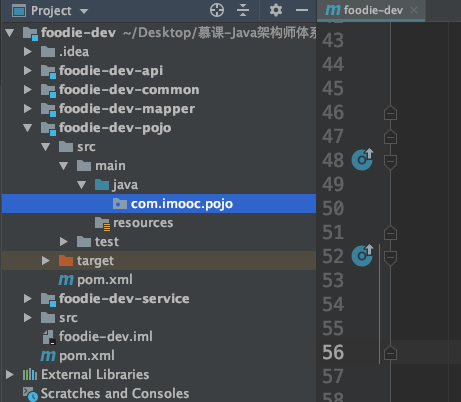 Project
foodie-dev
foodie-dev ~/Desktop/慕课-Java架构师体系
.idea
foodie-dev-api
foodie-dev-common
foodie-dev-mapper
foodie-dev-pojo
src
main
java
com.imooc.pojo
resources
test
target
pom.xml
foodie-dev-service
src
foodie-dev.iml
pom.xml
External Libraries
Scratches and Consoles
43
44
45
46
47
48
49
50
51
52
53
54
55
56
57
58